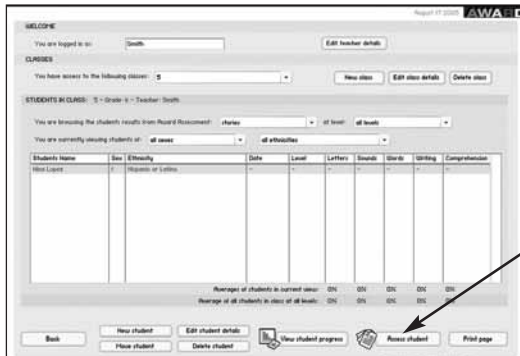 August 17 2005 AWARD
WELCOME
You are logged in as: Smith Edit teacher details
CLASSES
You have access to the following classes: 5 New class Edit class details Delete class
STUDENTS IN CLASS: 5 - Grade: k - Teacher: Smith
You are browsing the students results from Award Assessment: stories at level: all levels
You are currently viewing students of: all sexes all ethnicities
Students Name Sex Ethnicity Date Level Letters Sounds Words Writing Comprehension
Nina Lopez f Hispanic or Latino - - - - - - -
Averages of students in current view: 0% 0% 0% 0% 0%
Average of all students in class at all levels: 0% 0% 0% 0% 0%
Back New student Edit student details View student progress Assess student Print page
Move student Delete student